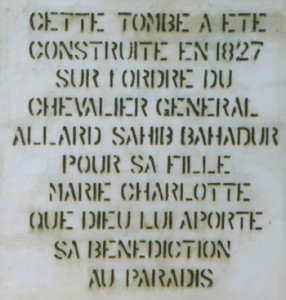 CETTE TOMBE A ETE
CONSTRUITE EN 1827
SUR l ORDRE DU
CHEVALIER GENERAL
ALLARD SAHIB BAHADUR
POUR SA FILLE
MARIE CHARLOTTE
QUE DIEU LUI APORTE
SA BENEDICTION
AU PARADIS